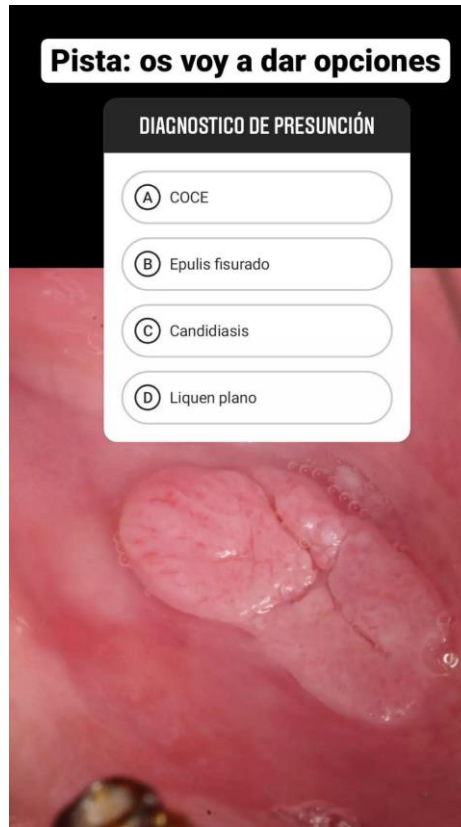 Pista: os voy a dar opciones
DIAGNOSTICO DE PRESUNCIÓN
A COCE
B Epulis fisurado
C Candidiasis
D Liquen plano